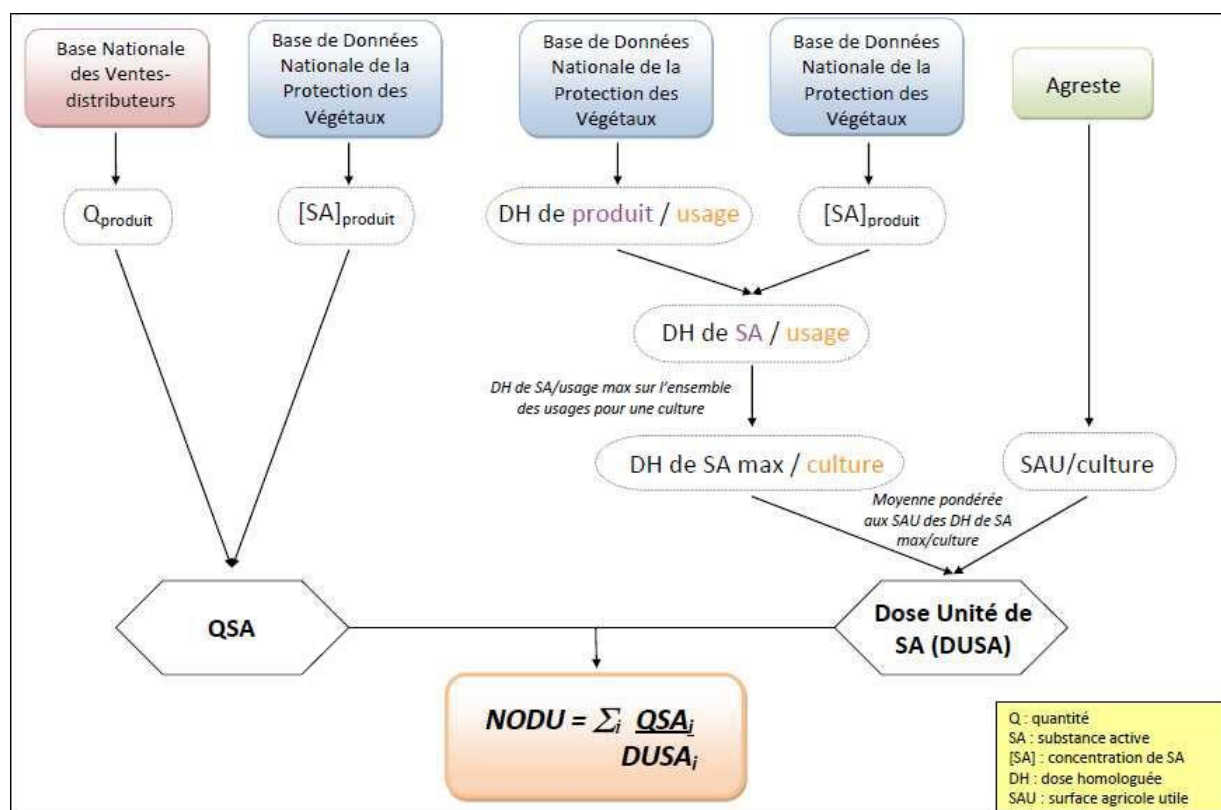 Base Nationale
des Ventes-
distributeurs
Base de Données
Nationale de la
Protection des
Végétaux
Base de Données
Nationale de la
Protection des
Végétaux
Base de Données
Nationale de la
Protection des
Végétaux
Agreste
Qproduit
[SA]produit
DH de produit / usage
[SA]produit
DH de SA / usage
DH de SA/usage max sur l'ensemble
des usages pour une culture
DH de SA max / culture
SAU/culture
Moyenne pondérée
aux SAU des DH de SA
max/culture
QSA
Dose Unité de
SA (DUSA)
NODU = Σi QSAi
DUSAi
Q : quantité
SA : substance active
[SA] : concentration de SA
DH : dose homologuée
SAU : surface agricole utile